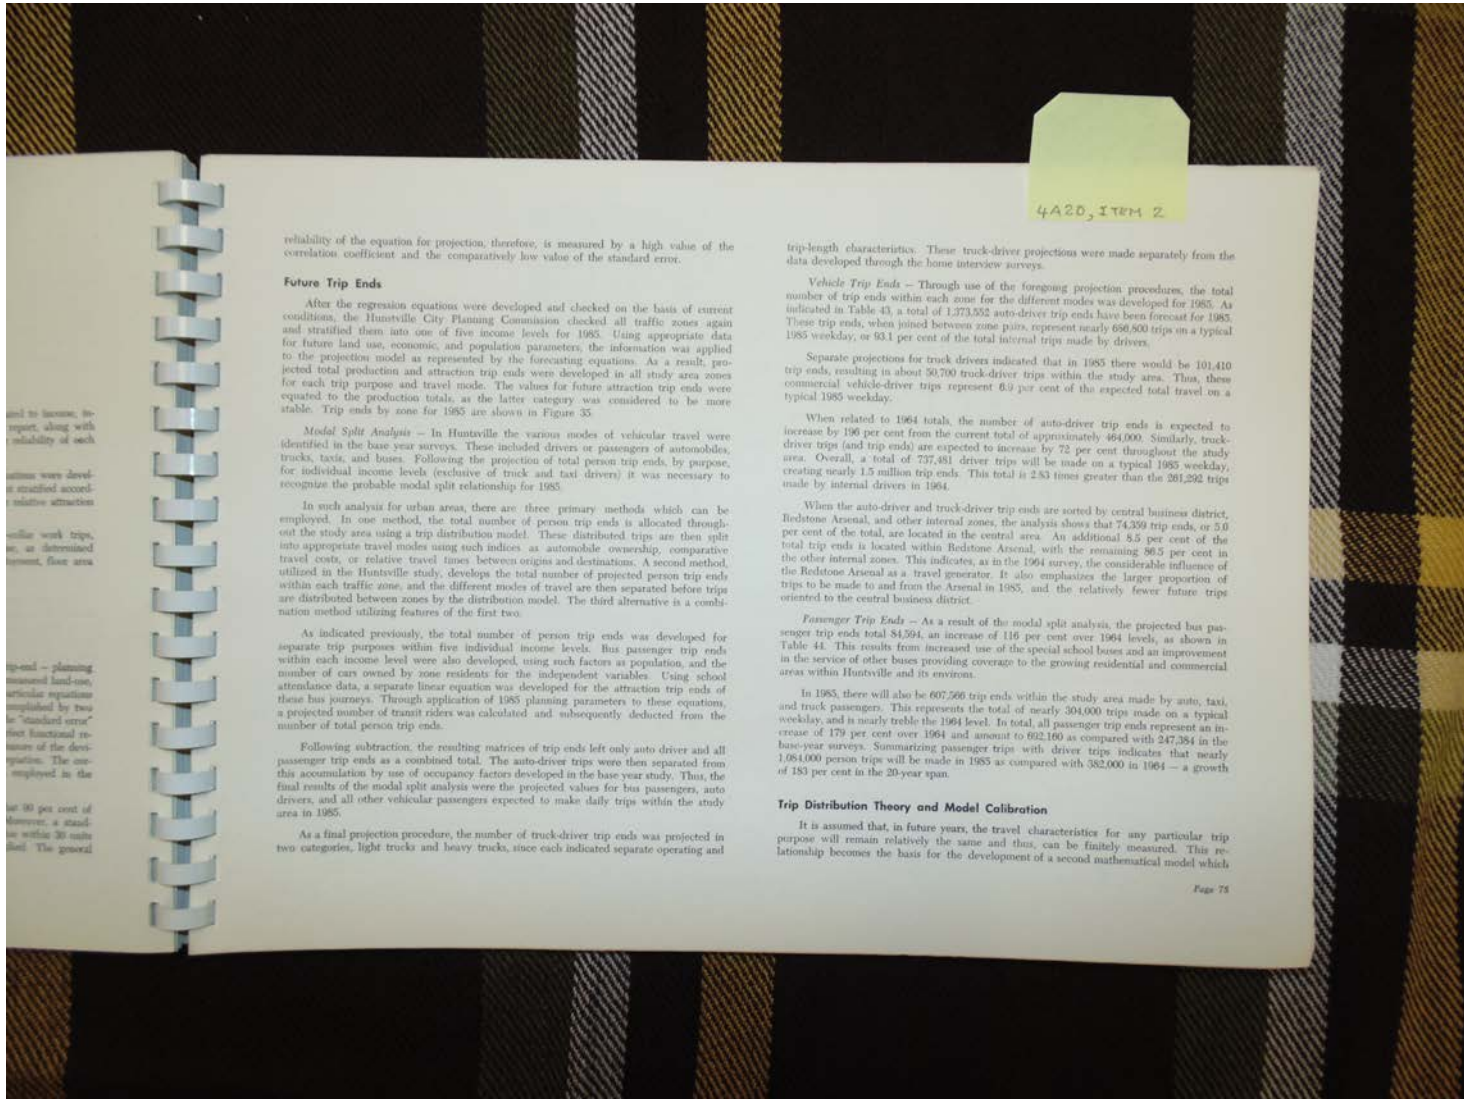 4A2D, ITEM 2
reliability of the equation for projection, therefore, is measured by a high value of the
correlation coefficient and the comparatively low value of the standard error.
Future Trip Ends
After the regression equations were developed and checked on the basis of current
conditions, the Huntsville City Planning Commission checked all traffic zones again
and stratified them into one of five income levels for 1985. Using appropriate data
for future land use, economic, and population parameters, the information was applied
to the projection model as represented by the forecasting equations. As a result, pro-
jected total production and attraction trip ends were developed in all study area zones
for each trip purpose and travel mode. The values for future attraction trip ends were
equated to the production totals, as the latter category was considered to be more
stable. Trip ends by zone for 1985 are shown in Figure 35.
Modal Split Analysis — In Huntsville the various modes of vehicular travel were
identified in the base year surveys. These included drivers or passengers of automobiles,
trucks, taxis, and buses. Following the projection of total person trip ends, by purpose,
for individual income levels (exclusive of truck and taxi drivers) it was necessary to
recognize the probable modal split relationship for 1985.
In such analysis for urban areas, there are three primary methods which can be
employed. In one method, the total number of person trip ends is allocated through-
out the study area using a trip distribution model. These distributed trips are then split
into appropriate travel modes using such indices as automobile ownership, comparative
travel costs, or relative travel times between origins and destinations. A second method,
utilized in the Huntsville study, develops the total number of projected person trip ends
within each traffic zone, and the different modes of travel are then separated before trips
are distributed between zones by the distribution model. The third alternative is a combi-
nation method utilizing features of the first two.
As indicated previously, the total number of person trip ends was developed for
separate trip purposes within five individual income levels. Bus passenger trip ends
within each income level were also developed, using such factors as population, and the
number of cars owned by zone residents for the independent variables. Using school
attendance data, a separate linear equation was developed for the attraction trip ends of
these bus journeys. Through application of 1985 planning parameters to these equations,
a projected number of transit riders was calculated and subsequently deducted from the
number of total person trip ends.
Following subtraction, the resulting matrices of trip ends left only auto driver and all
passenger trip ends as a combined total. The auto-driver trips were then separated from
this accumulation by use of occupancy factors developed in the base year study. Thus, the
final results of the modal split analysis were the projected values for bus passengers, auto
drivers, and all other vehicular passengers expected to make daily trips within the study
area in 1985.
As a final projection procedure, the number of truck-driver trip ends was projected in
two categories, light trucks and heavy trucks, since each indicated separate operating and
trip-length characteristics. These truck-driver projections were made separately from the
data developed through the home interview surveys.
Vehicle Trip Ends — Through use of the foregoing projection procedures, the total
number of trip ends within each zone for the different modes was developed for 1985. As
indicated in Table 43, a total of 1,373,552 auto-driver trip ends have been forecast for 1985.
These trip ends, when joined between zone pairs, represent nearly 686,800 trips on a typical
1985 weekday, or 93.1 per cent of the total internal trips made by drivers.
Separate projections for truck drivers indicated that in 1985 there would be 101,410
trip ends, resulting in about 50,700 truck-driver trips within the study area. Thus, these
commercial vehicle-driver trips represent 6.9 per cent of the expected total travel on a
typical 1985 weekday.
When related to 1964 totals, the number of auto-driver trip ends is expected to
increase by 196 per cent from the current total of approximately 464,000. Similarly, truck-
driver trips (and trip ends) are expected to increase by 72 per cent throughout the study
area. Overall, a total of 737,481 driver trips will be made on a typical 1985 weekday,
creating nearly 1.5 million trip ends. This total is 2.83 times greater than the 261,292 trips
made by internal drivers in 1964.
When the auto-driver and truck-driver trip ends are sorted by central business district,
Redstone Arsenal, and other internal zones, the analysis shows that 74,359 trip ends, or 5.0
per cent of the total, are located in the central area. An additional 8.5 per cent of the
total trip ends is located within Redstone Arsenal, with the remaining 86.5 per cent in
the other internal zones. This indicates, as in the 1964 survey, the considerable influence of
the Redstone Arsenal as a travel generator. It also emphasizes the larger proportion of
trips to be made to and from the Arsenal in 1985, and the relatively fewer future trips
oriented to the central business district.
Passenger Trip Ends — As a result of the modal split analysis, the projected bus pas-
senger trip ends total 84,594, an increase of 116 per cent over 1964 levels, as shown in
Table 44. This results from increased use of the special school buses and an improvement
in the service of other buses providing coverage to the growing residential and commercial
areas within Huntsville and its environs.
In 1985, there will also be 607,566 trip ends within the study area made by auto, taxi,
and truck passengers. This represents the total of nearly 304,000 trips made on a typical
weekday, and is nearly treble the 1964 level. In total, all passenger trip ends represent an in-
crease of 179 per cent over 1964 and amount to 692,160 as compared with 247,384 in the
base-year surveys. Summarizing passenger trips with driver trips indicates that nearly
1,084,000 person trips will be made in 1985 as compared with 382,000 in 1964 — a growth
of 183 per cent in the 20-year span.
Trip Distribution Theory and Model Calibration
It is assumed that, in future years, the travel characteristics for any particular trip
purpose will remain relatively the same and thus, can be finitely measured. This re-
lationship becomes the basis for the development of a second mathematical model which
Page 75